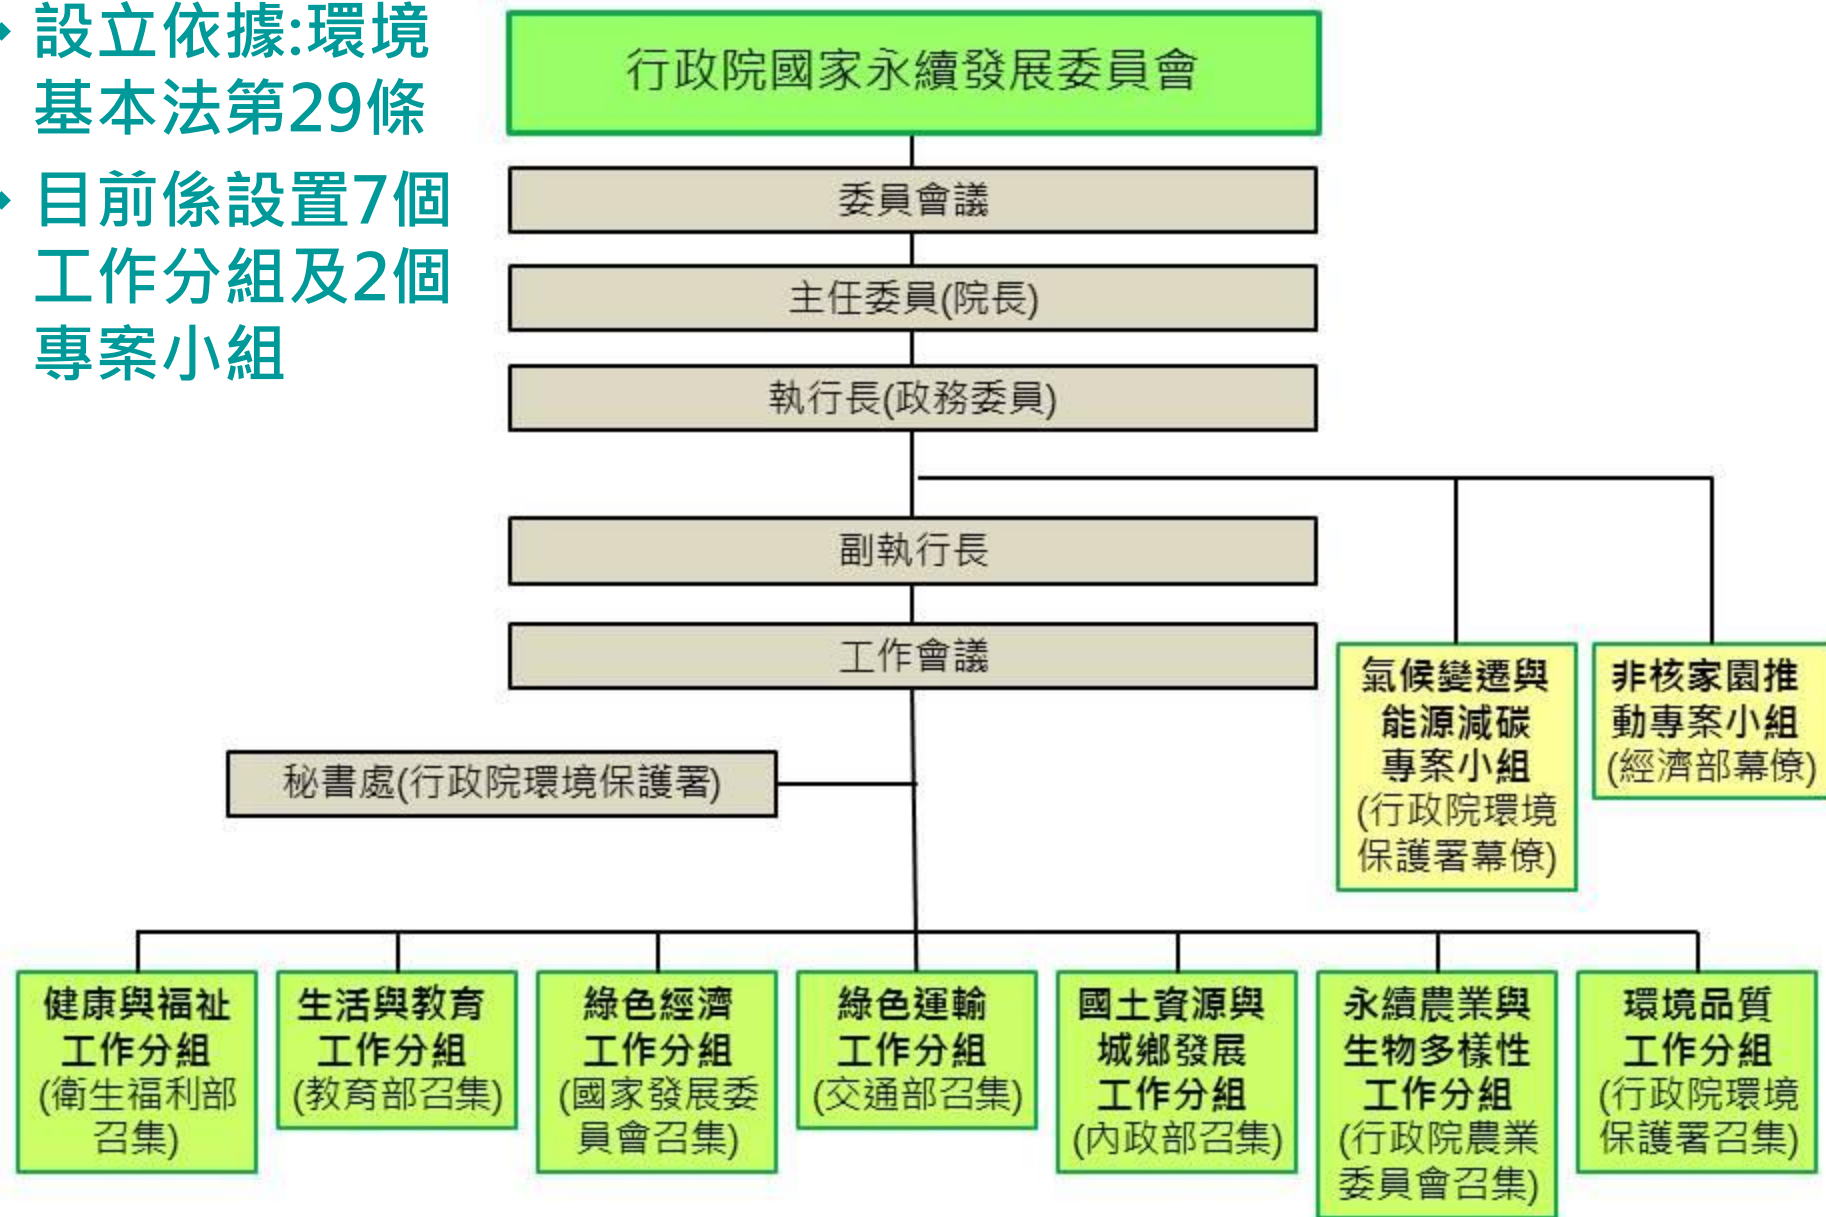 設立依據:環境
基本法第29條
目前係設置7個
工作分組及2個
專案小組
行政院國家永續發展委員會
委員會議
主任委員(院長)
執行長(政務委員)
副執行長
工作會議
秘書處(行政院環境保護署)
氣候變遷與
能源減碳
專案小組
(行政院環境
保護署幕僚)
非核家園推
動專案小組
(經濟部幕僚)
健康與福祉
工作分組
(衛生福利部
召集)
生活與教育
工作分組
(教育部召集)
綠色經濟
工作分組
(國家發展委
員會召集)
綠色運輸
工作分組
(交通部召集)
國土資源與
城鄉發展
工作分組
(內政部召集)
永續農業與
生物多樣性
工作分組
(行政院農業
委員會召集)
環境品質
工作分組
(行政院環境
保護署召集)